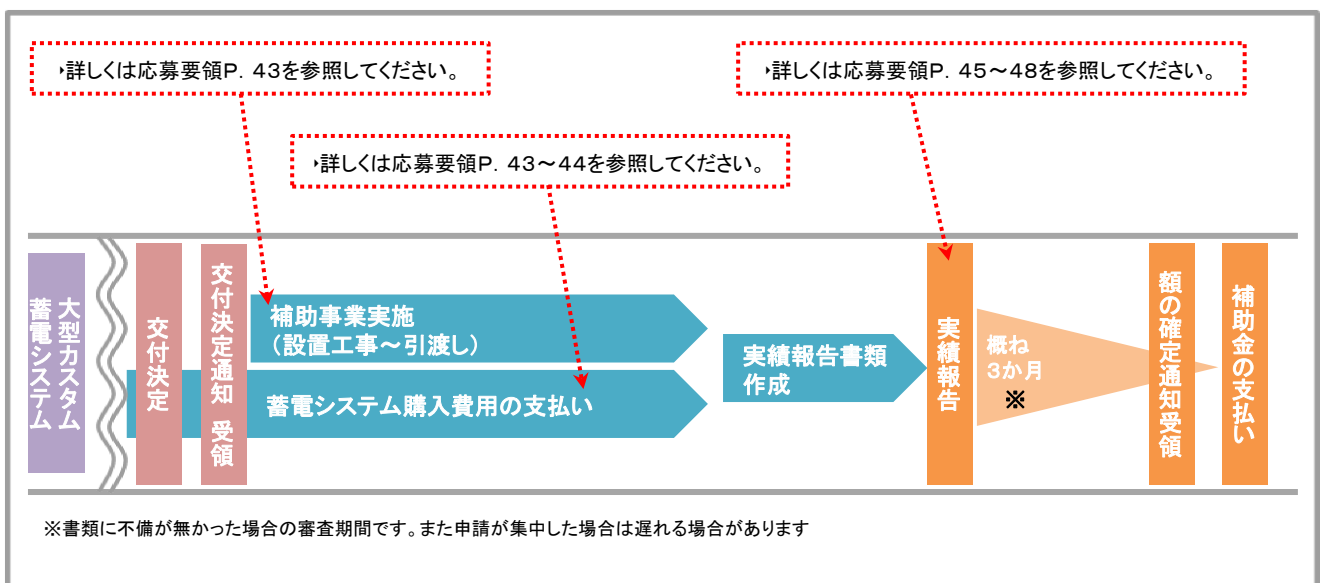 ・詳しくは応募要領P. 43を参照してください。
・詳しくは応募要領P. 45～48を参照してください。
・詳しくは応募要領P. 43～44を参照してください。
大型カスタム
蓄電システム
交付決定
交付決定通知 受領
補助事業実施
（設置工事～引渡し）
蓄電システム購入費用の支払い
実績報告書類
作成
実績報告
概ね
3か月
※
額の確定通知受領
補助金の支払い
※書類に不備が無かった場合の審査期間です。また申請が集中した場合は遅れる場合があります